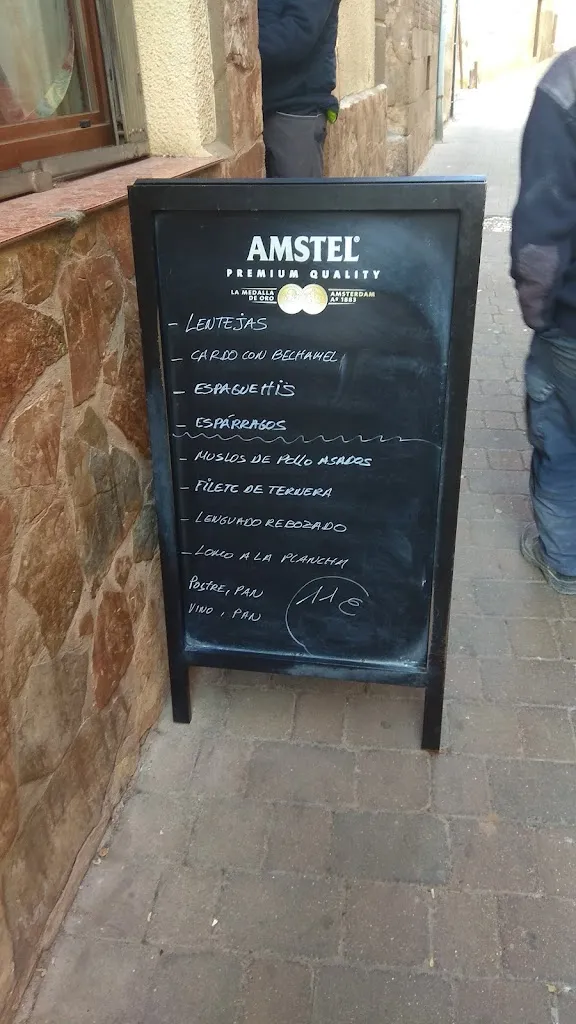 AMSTEL
PREMIUM QUALITY
LA MEDALLA DE ORO
AMSTERDAM Aº 1883
- LENTEJAS
- CARDO CON BECHAMEL
- ESPAGUEttis
- ESPÁRRAGOS
- MUSLOS DE POLLO ASADOS
- FILETE DE TERNERA
- LENGUADO REBOZADO
- LOMO A LA PLANCHA
POSTRE, PAN
VINO, PAN
11€